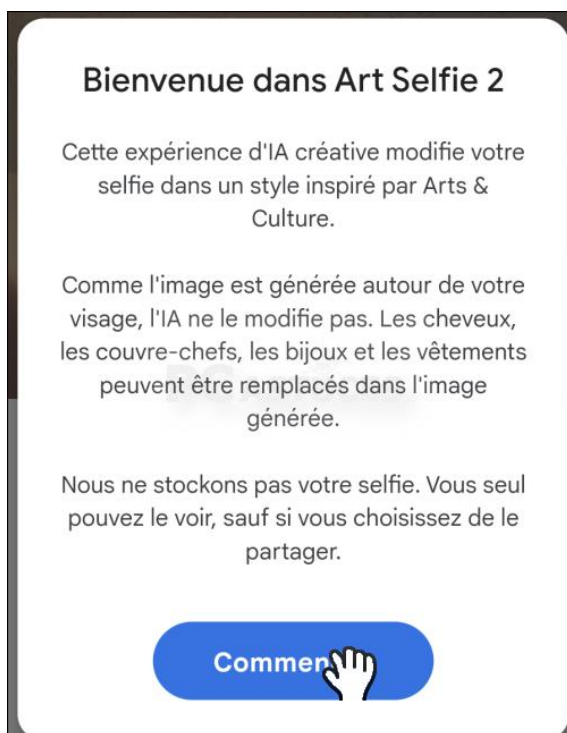 Bienvenue dans Art Selfie 2
Cette expérience d'IA créative modifie votre
selfie dans un style inspiré par Arts &
Culture.
Comme l'image est générée autour de votre
visage, l'IA ne le modifie pas. Les cheveux,
les couvre-chefs, les bijoux et les vêtements
peuvent être remplacés dans l'image
générée.
Nous ne stockons pas votre selfie. Vous seul
pouvez le voir, sauf si vous choisissez de le
partager.
Commen